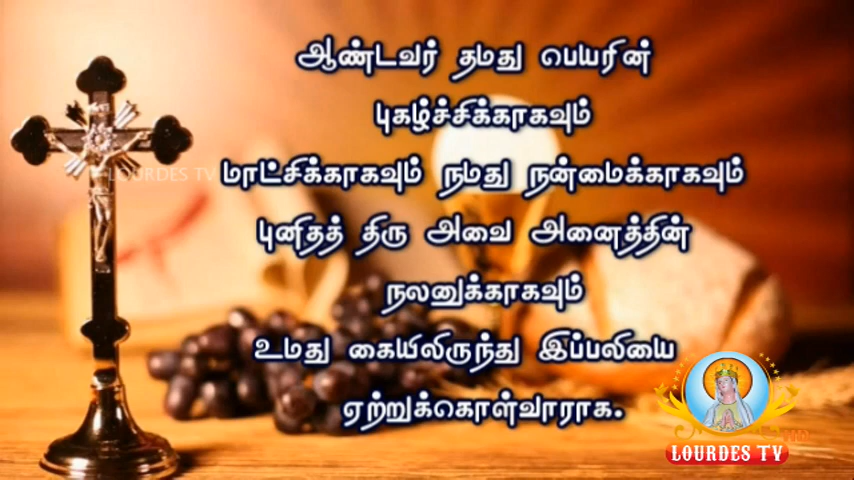 ஆண்டவர் தமது பெயரின்
புகழ்ச்சிக்காகவும்
மாட்சிக்காகவும் நமது நன்மைக்காகவும்
புனிதத் திரு அவை அனைத்தின்
நலனுக்காகவும்
உமது கையிலிருந்து இப்பலியை
ஏற்றுக்கொள்வாராக.
LOURDES TV
LOURDES TV